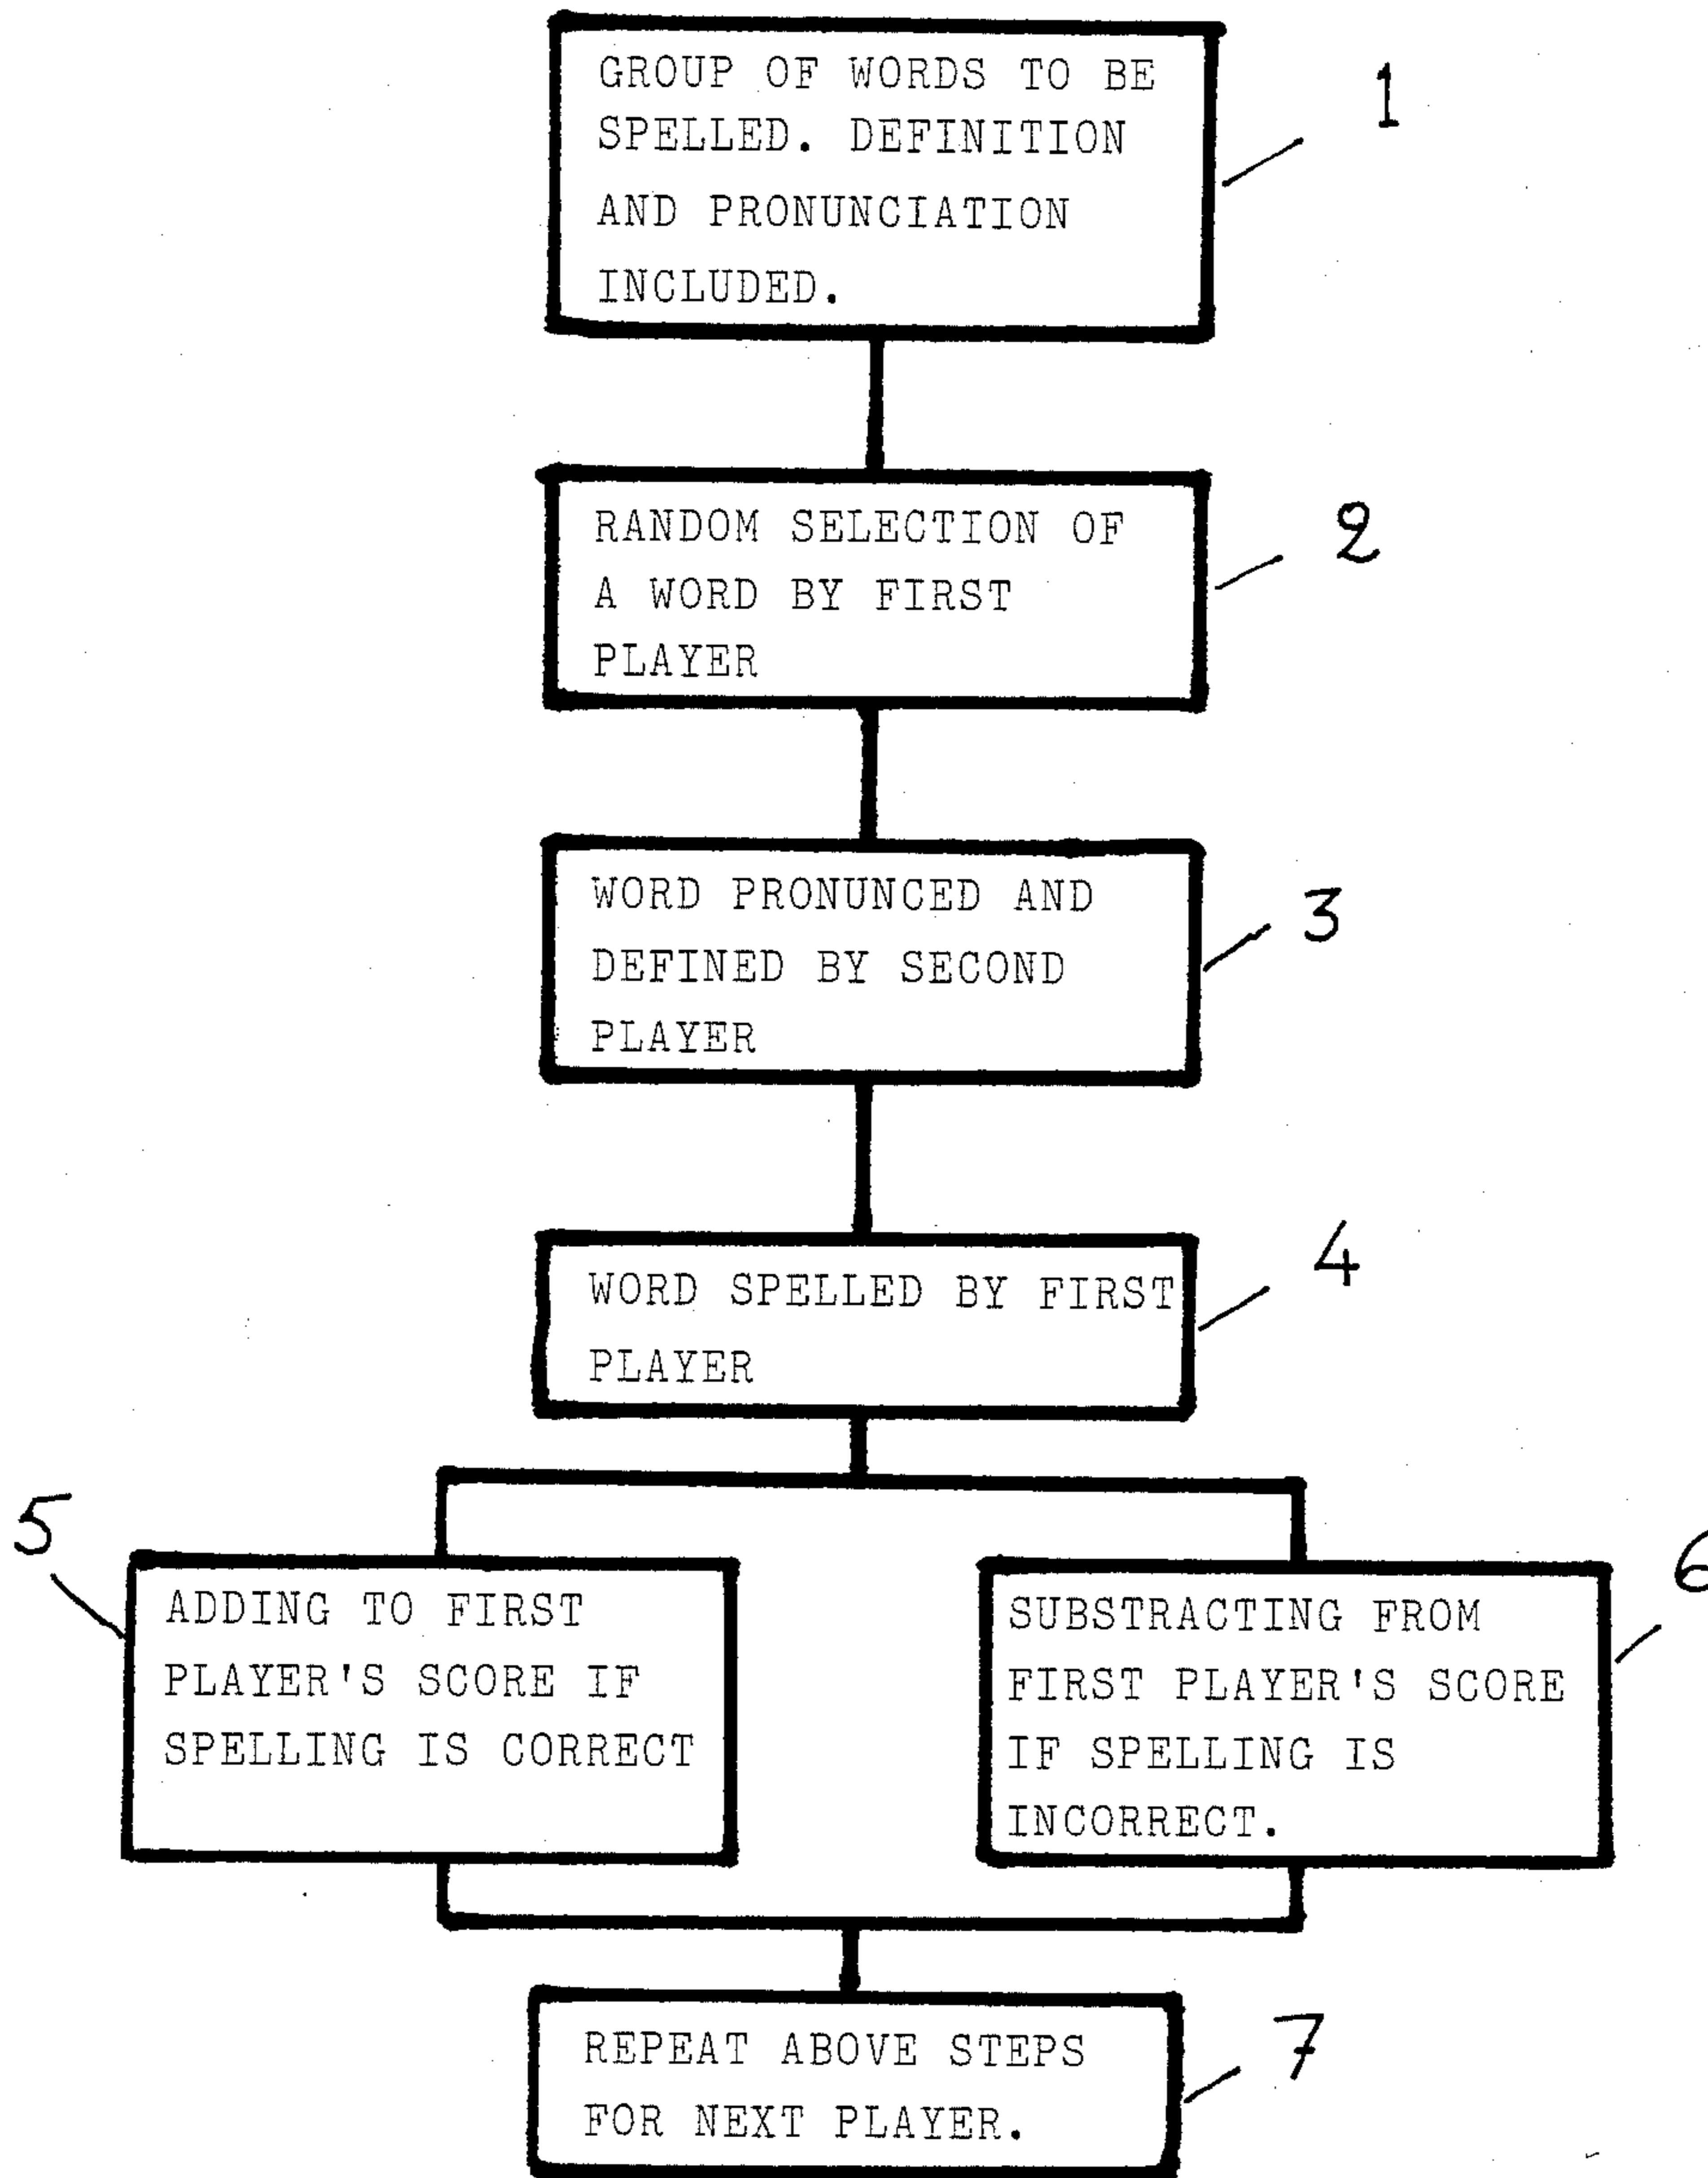 GROUP OF WORDS TO BE
SPELLED. DEFINITION
AND PRONUNCIATION
INCLUDED.
1
RANDOM SELECTION OF
A WORD BY FIRST
PLAYER
2
WORD PRONUNCED AND
DEFINED BY SECOND
PLAYER
3
WORD SPELLED BY FIRST
PLAYER
4
5
ADDING TO FIRST
PLAYER'S SCORE IF
SPELLING IS CORRECT
6
SUBSTRACTING FROM
FIRST PLAYER'S SCORE
IF SPELLING IS
INCORRECT.
REPEAT ABOVE STEPS
FOR NEXT PLAYER.
7